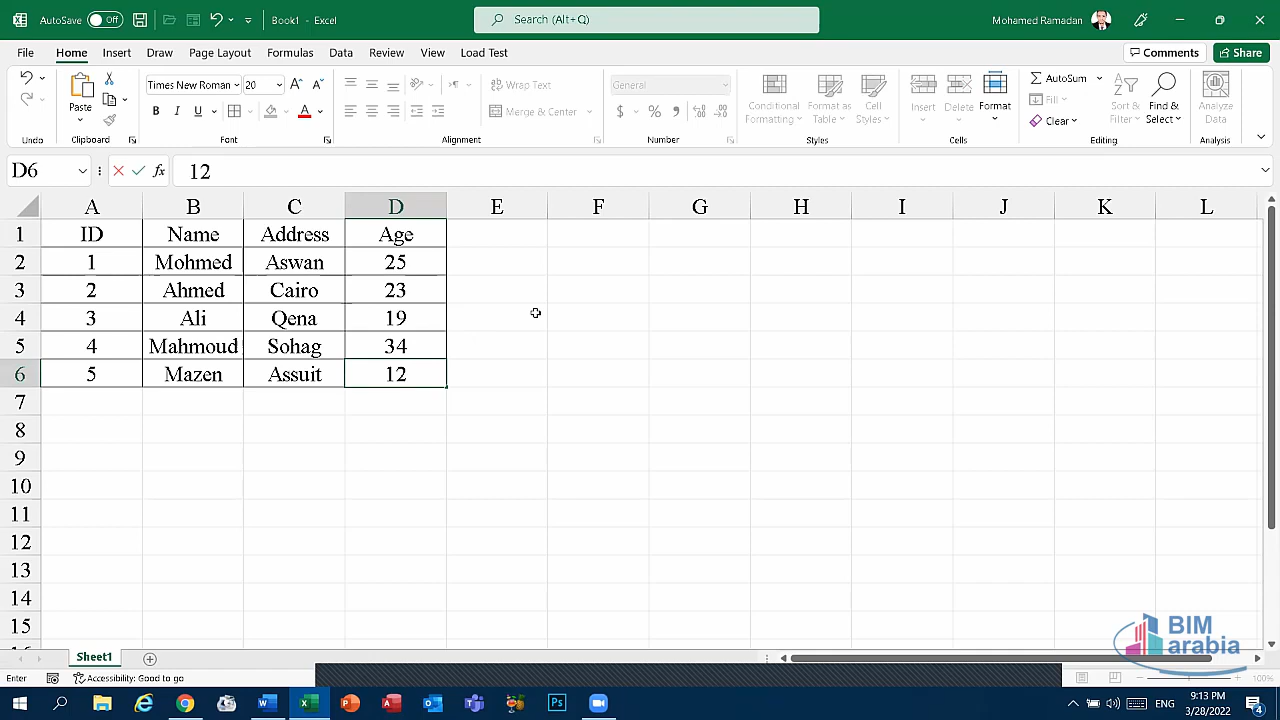 AutoSave Off Book1 - Excel Search (Alt+Q) Mohamed Ramadan
File Home Insert Draw Page Layout Formulas Data Review View Load Test Comments Share
Paste
Times New Roman 20
B I U A
Wrap Text
Merge & Center
General
$ %
Conditional Formatting
Format as Table
Cell Styles
Insert Delete Format
AutoSum
Fill
Clear
Sort & Filter
Find & Select
Analyze Data
Undo Clipboard Font Alignment Number Styles Cells Editing Analysis
D6 fx 12
A B C D E F G H I J K L
1 ID Name Address Age
2 1 Mohmed Aswan 25
3 2 Ahmed Cairo 23
4 3 Ali Qena 19
5 4 Mahmoud Sohag 34
6 5 Mazen Assuit 12
7
8
9
10
11
12
13
14
15
BIM
arabia
Sheet1
Enter Accessibility: Good to go 100%
9:13 PM
ENG
3/28/2022